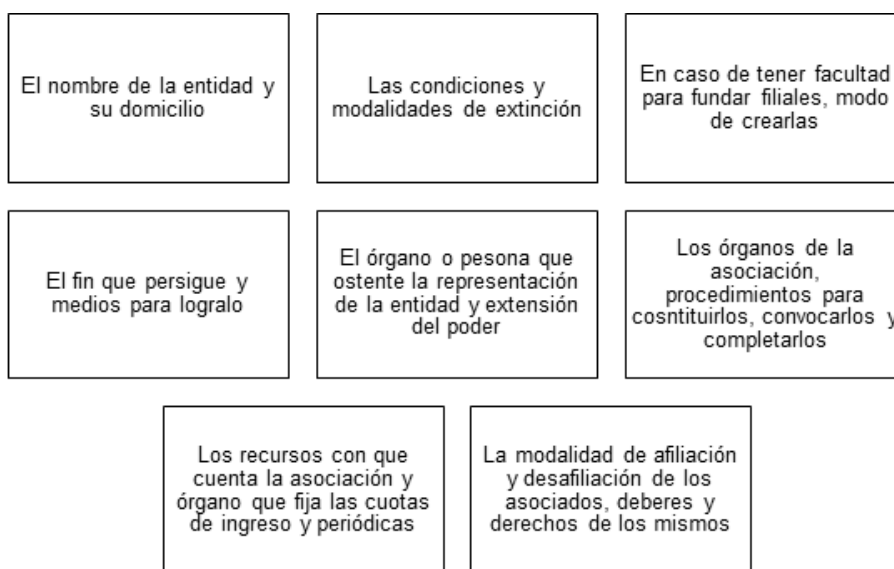 El nombre de la entidad y
su domicilio
Las condiciones y
modalidades de extinción
En caso de tener facultad
para fundar filiales, modo
de crearlas
El fin que persigue y
medios para logralo
El órgano o pesona que
ostente la representación
de la entidad y extensión
del poder
Los órganos de la
asociación,
procedimientos para
cosntituirlos, convocarlos y
completarlos
Los recursos con que
cuenta la asociación y
órgano que fija las cuotas
de ingreso y periódicas
La modalidad de afiliación
y desafiliación de los
asociados, deberes y
derechos de los mismos